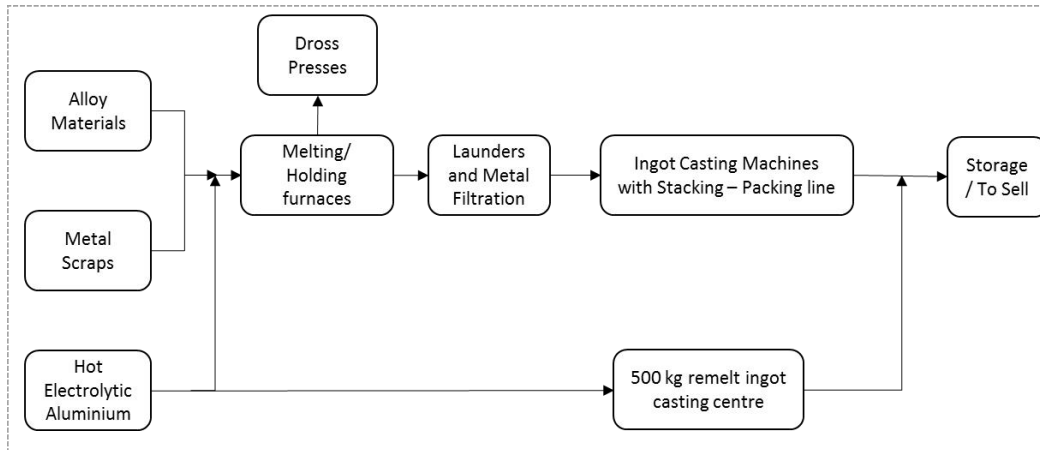 Dross
Presses
Alloy
Materials
Melting/
Holding
furnaces
Launders
and Metal
Filtration
Ingot Casting Machines
with Stacking – Packing line
Storage
/ To Sell
Metal
Scraps
Hot
Electrolytic
Aluminium
500 kg remelt ingot
casting centre